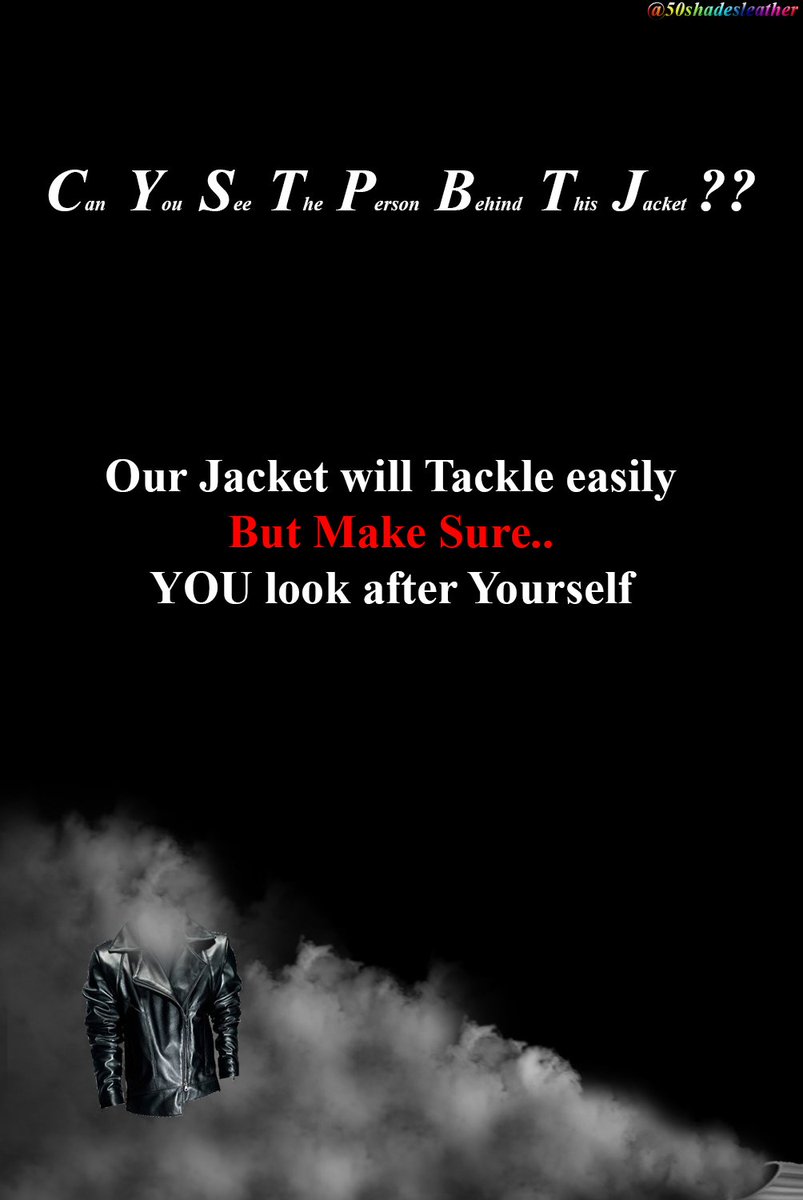 @50shadesleather
Can You See The Person Behind This Jacket ??
Our Jacket will Tackle easily
But Make Sure..
YOU look after Yourself